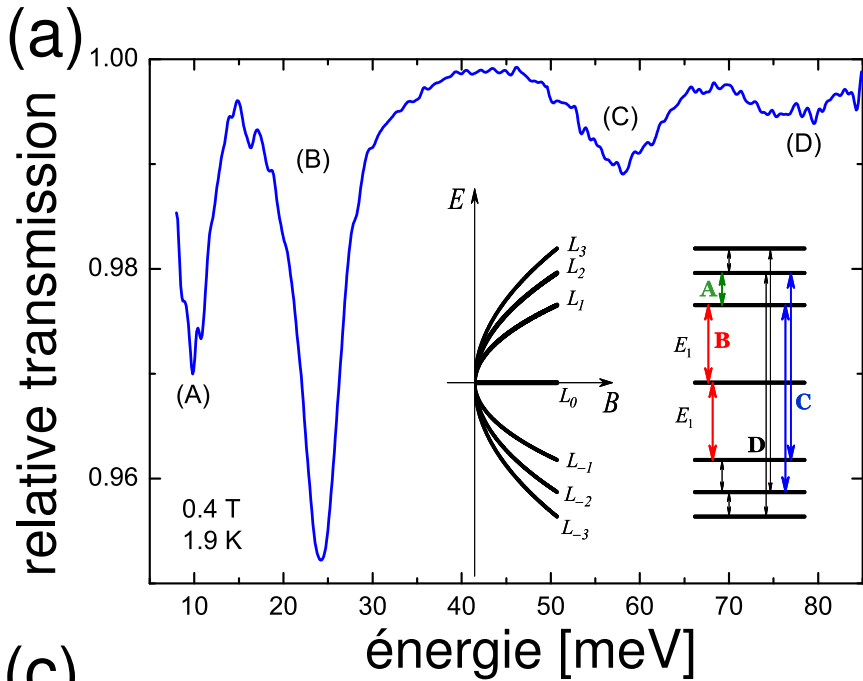 (a)
relative transmission
1.00
0.98
0.96
(A)
(B)
(C)
(D)
0.4 T
1.9 K
E
B
L₃
L₂
L₁
L₀
L₋₁
L₋₂
L₋₃
A
B
C
D
E₁
E₁
10 20 30 40 50 60 70 80
énergie [meV]
(c)